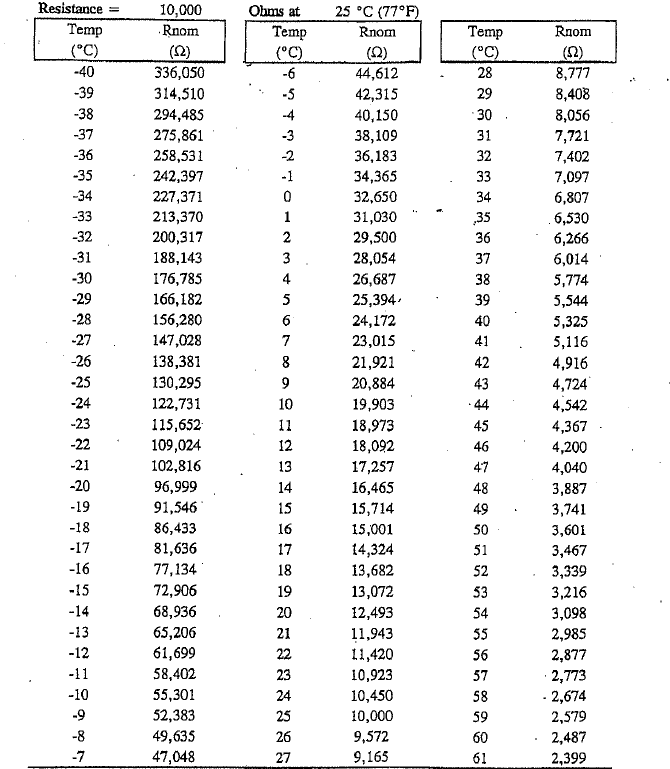 Resistance = 10,000 Ohms at 25 °C (77°F)
Temp Rnom Temp Rnom Temp Rnom
(°C) (Ω) (°C) (Ω) (°C) (Ω)
-40 336,050 -6 44,612 28 8,777
-39 314,510 -5 42,315 29 8,408
-38 294,485 -4 40,150 30 8,056
-37 275,861 -3 38,109 31 7,721
-36 258,531 -2 36,183 32 7,402
-35 242,397 -1 34,365 33 7,097
-34 227,371 0 32,650 34 6,807
-33 213,370 1 31,030 35 6,530
-32 200,317 2 29,500 36 6,266
-31 188,143 3 28,054 37 6,014
-30 176,785 4 26,687 38 5,774
-29 166,182 5 25,394 39 5,544
-28 156,280 6 24,172 40 5,325
-27 147,028 7 23,015 41 5,116
-26 138,381 8 21,921 42 4,916
-25 130,295 9 20,884 43 4,724
-24 122,731 10 19,903 44 4,542
-23 115,652 11 18,973 45 4,367
-22 109,024 12 18,092 46 4,200
-21 102,816 13 17,257 47 4,040
-20 96,999 14 16,465 48 3,887
-19 91,546 15 15,714 49 3,741
-18 86,433 16 15,001 50 3,601
-17 81,636 17 14,324 51 3,467
-16 77,134 18 13,682 52 3,339
-15 72,906 19 13,072 53 3,216
-14 68,936 20 12,493 54 3,098
-13 65,206 21 11,943 55 2,985
-12 61,699 22 11,420 56 2,877
-11 58,402 23 10,923 57 2,773
-10 55,301 24 10,450 58 2,674
-9 52,383 25 10,000 59 2,579
-8 49,635 26 9,572 60 2,487
-7 47,048 27 9,165 61 2,399